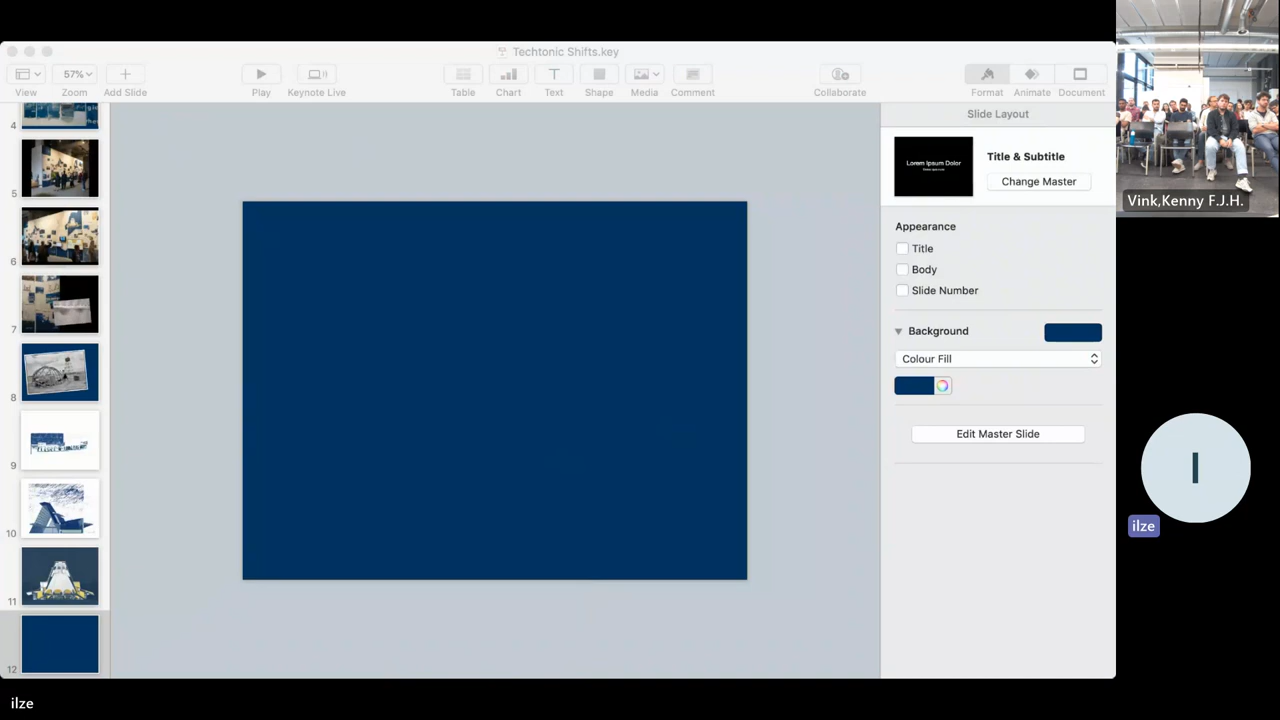 Techtonic Shifts.key
57%
View
Zoom
Add Slide
Play
Keynote Live
Table
Chart
Text
Shape
Media
Comment
Collaborate
Format
Animate
Document
Slide Layout
Lorem Ipsum Dolor
Title & Subtitle
Change Master
Appearance
Title
Body
Slide Number
Background
Colour Fill
Edit Master Slide
4
5
6
7
8
9
10
11
12
Vink,Kenny F.J.H.
I
ilze
ilze